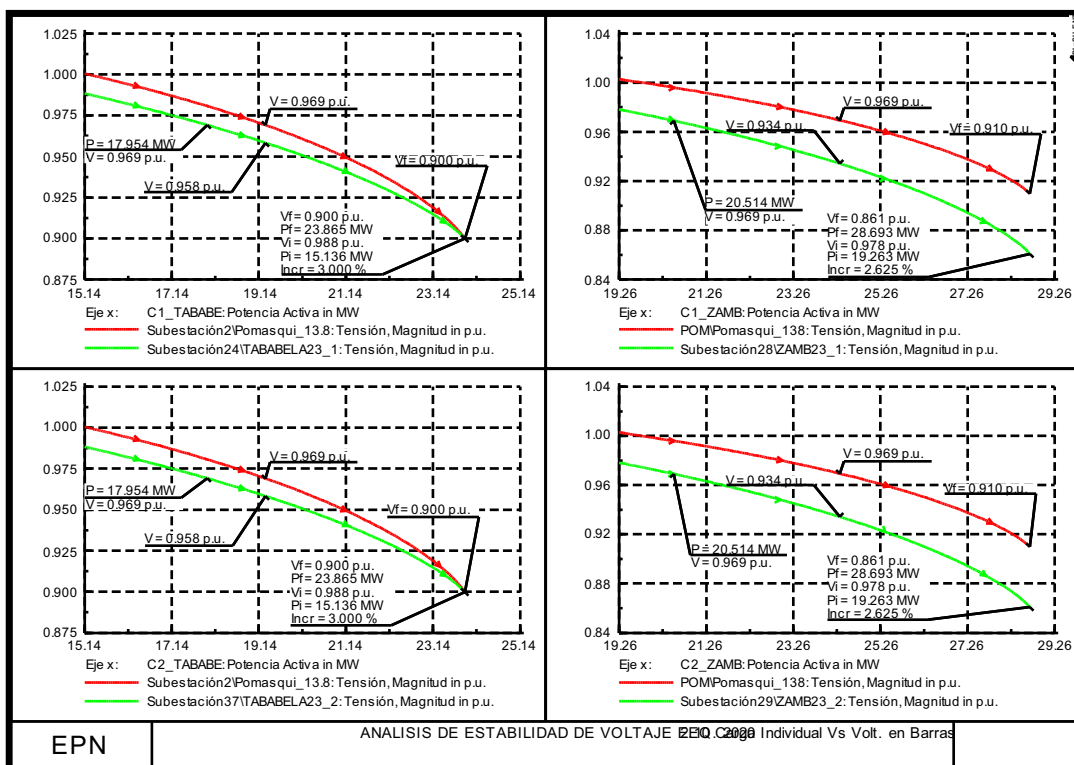 1.025
1.000
0.975
0.950
0.925
0.900
0.875
15.14 17.14 19.14 21.14 23.14 25.14
V = 0.969 p.u.
P = 17.954 MW
V = 0.969 p.u.
V = 0.958 p.u.
Vf = 0.900 p.u.
Vf = 0.900 p.u.
Pf = 23.865 MW
Vi = 0.988 p.u.
Pi = 15.136 MW
Incr = 3.000 %
Eje x: C1_TABABE: Potencia Activa in MW
Subestación2\Pomasqui_13.8: Tensión, Magnitud in p.u.
Subestación24\TABABELA23_1: Tensión, Magnitud in p.u.
1.04
1.00
0.96
0.92
0.88
0.84
19.26 21.26 23.26 25.26 27.26 29.26
V = 0.969 p.u.
V = 0.934 p.u
Vf = 0.910 p.u.
P = 20.514 MW
V = 0.969 p.u.
Vf = 0.861 p.u.
Pf = 28.693 MW
Vi = 0.978 p.u.
Pi = 19.263 MW
Incr = 2.625 %
Eje x: C1_ZAMB: Potencia Activa in MW
POM\Pomasqui_138: Tensión, Magnitud in p.u.
Subestación28\ZAMB23_1: Tensión, Magnitud in p.u.
1.025
1.000
0.975
0.950
0.925
0.900
0.875
15.14 17.14 19.14 21.14 23.14 25.14
V = 0.969 p.u.
P = 17.954 MW
V = 0.969 p.u.
V = 0.958 p.u.
Vf = 0.900 p.u.
Vf = 0.900 p.u.
Pf = 23.865 MW
Vi = 0.988 p.u.
Pi = 15.136 MW
Incr = 3.000 %
Eje x: C2_TABABE: Potencia Activa in MW
Subestación2\Pomasqui_13.8: Tensión, Magnitud in p.u.
Subestación37\TABABELA23_2: Tensión, Magnitud in p.u.
1.04
1.00
0.96
0.92
0.88
0.84
19.26 21.26 23.26 25.26 27.26 29.26
V = 0.969 p.u.
V = 0.934 p.u
Vf = 0.910 p.u
P = 20.514 MW
V = 0.969 p.u.
Vf = 0.861 p.u.
Pf = 28.693 MW
Vi = 0.978 p.u.
Pi = 19.263 MW
Incr = 2.625 %
Eje x: C2_ZAMB: Potencia Activa in MW
POM\Pomasqui_138: Tensión, Magnitud in p.u.
Subestación29\ZAMB23_2: Tensión, Magnitud in p.u.
EPN
ANALISIS DE ESTABILIDAD DE VOLTAJE Individual Vs Volt. en Barras